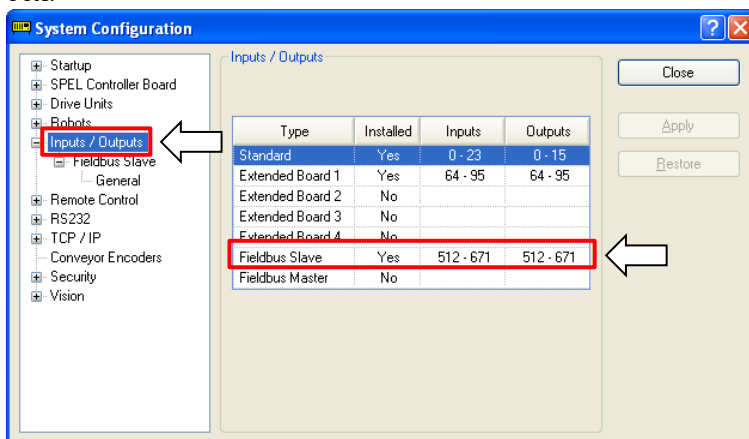 System Configuration
Startup
SPEL Controller Board
Drive Units
Robots
Inputs / Outputs
Fieldbus Slave
General
Remote Control
RS232
TCP / IP
Conveyor Encoders
Security
Vision
Inputs / Outputs
Type Installed Inputs Outputs
Standard Yes 0 - 23 0 - 15
Extended Board 1 Yes 64 - 95 64 - 95
Extended Board 2 No
Extended Board 3 No
Extended Board 4 No
Fieldbus Slave Yes 512 - 671 512 - 671
Fieldbus Master No
Close
Apply
Restore